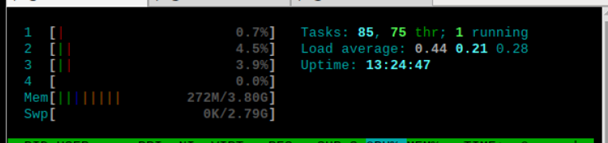 1 [| 0.7%] Tasks: 85, 75 thr; 1 running
2 [|| 4.5%] Load average: 0.44 0.21 0.28
3 [|| 3.9%] Uptime: 13:24:47
4 [ 0.0%]
Mem[||||||||| 272M/3.80G]
Swp[ 0K/2.79G]